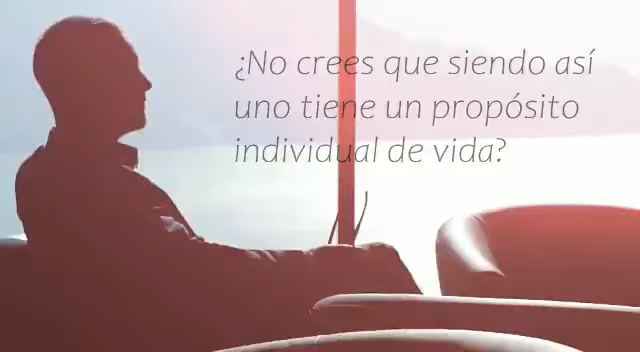 ¿No crees que siendo así
uno tiene un propósito
individual de vida?